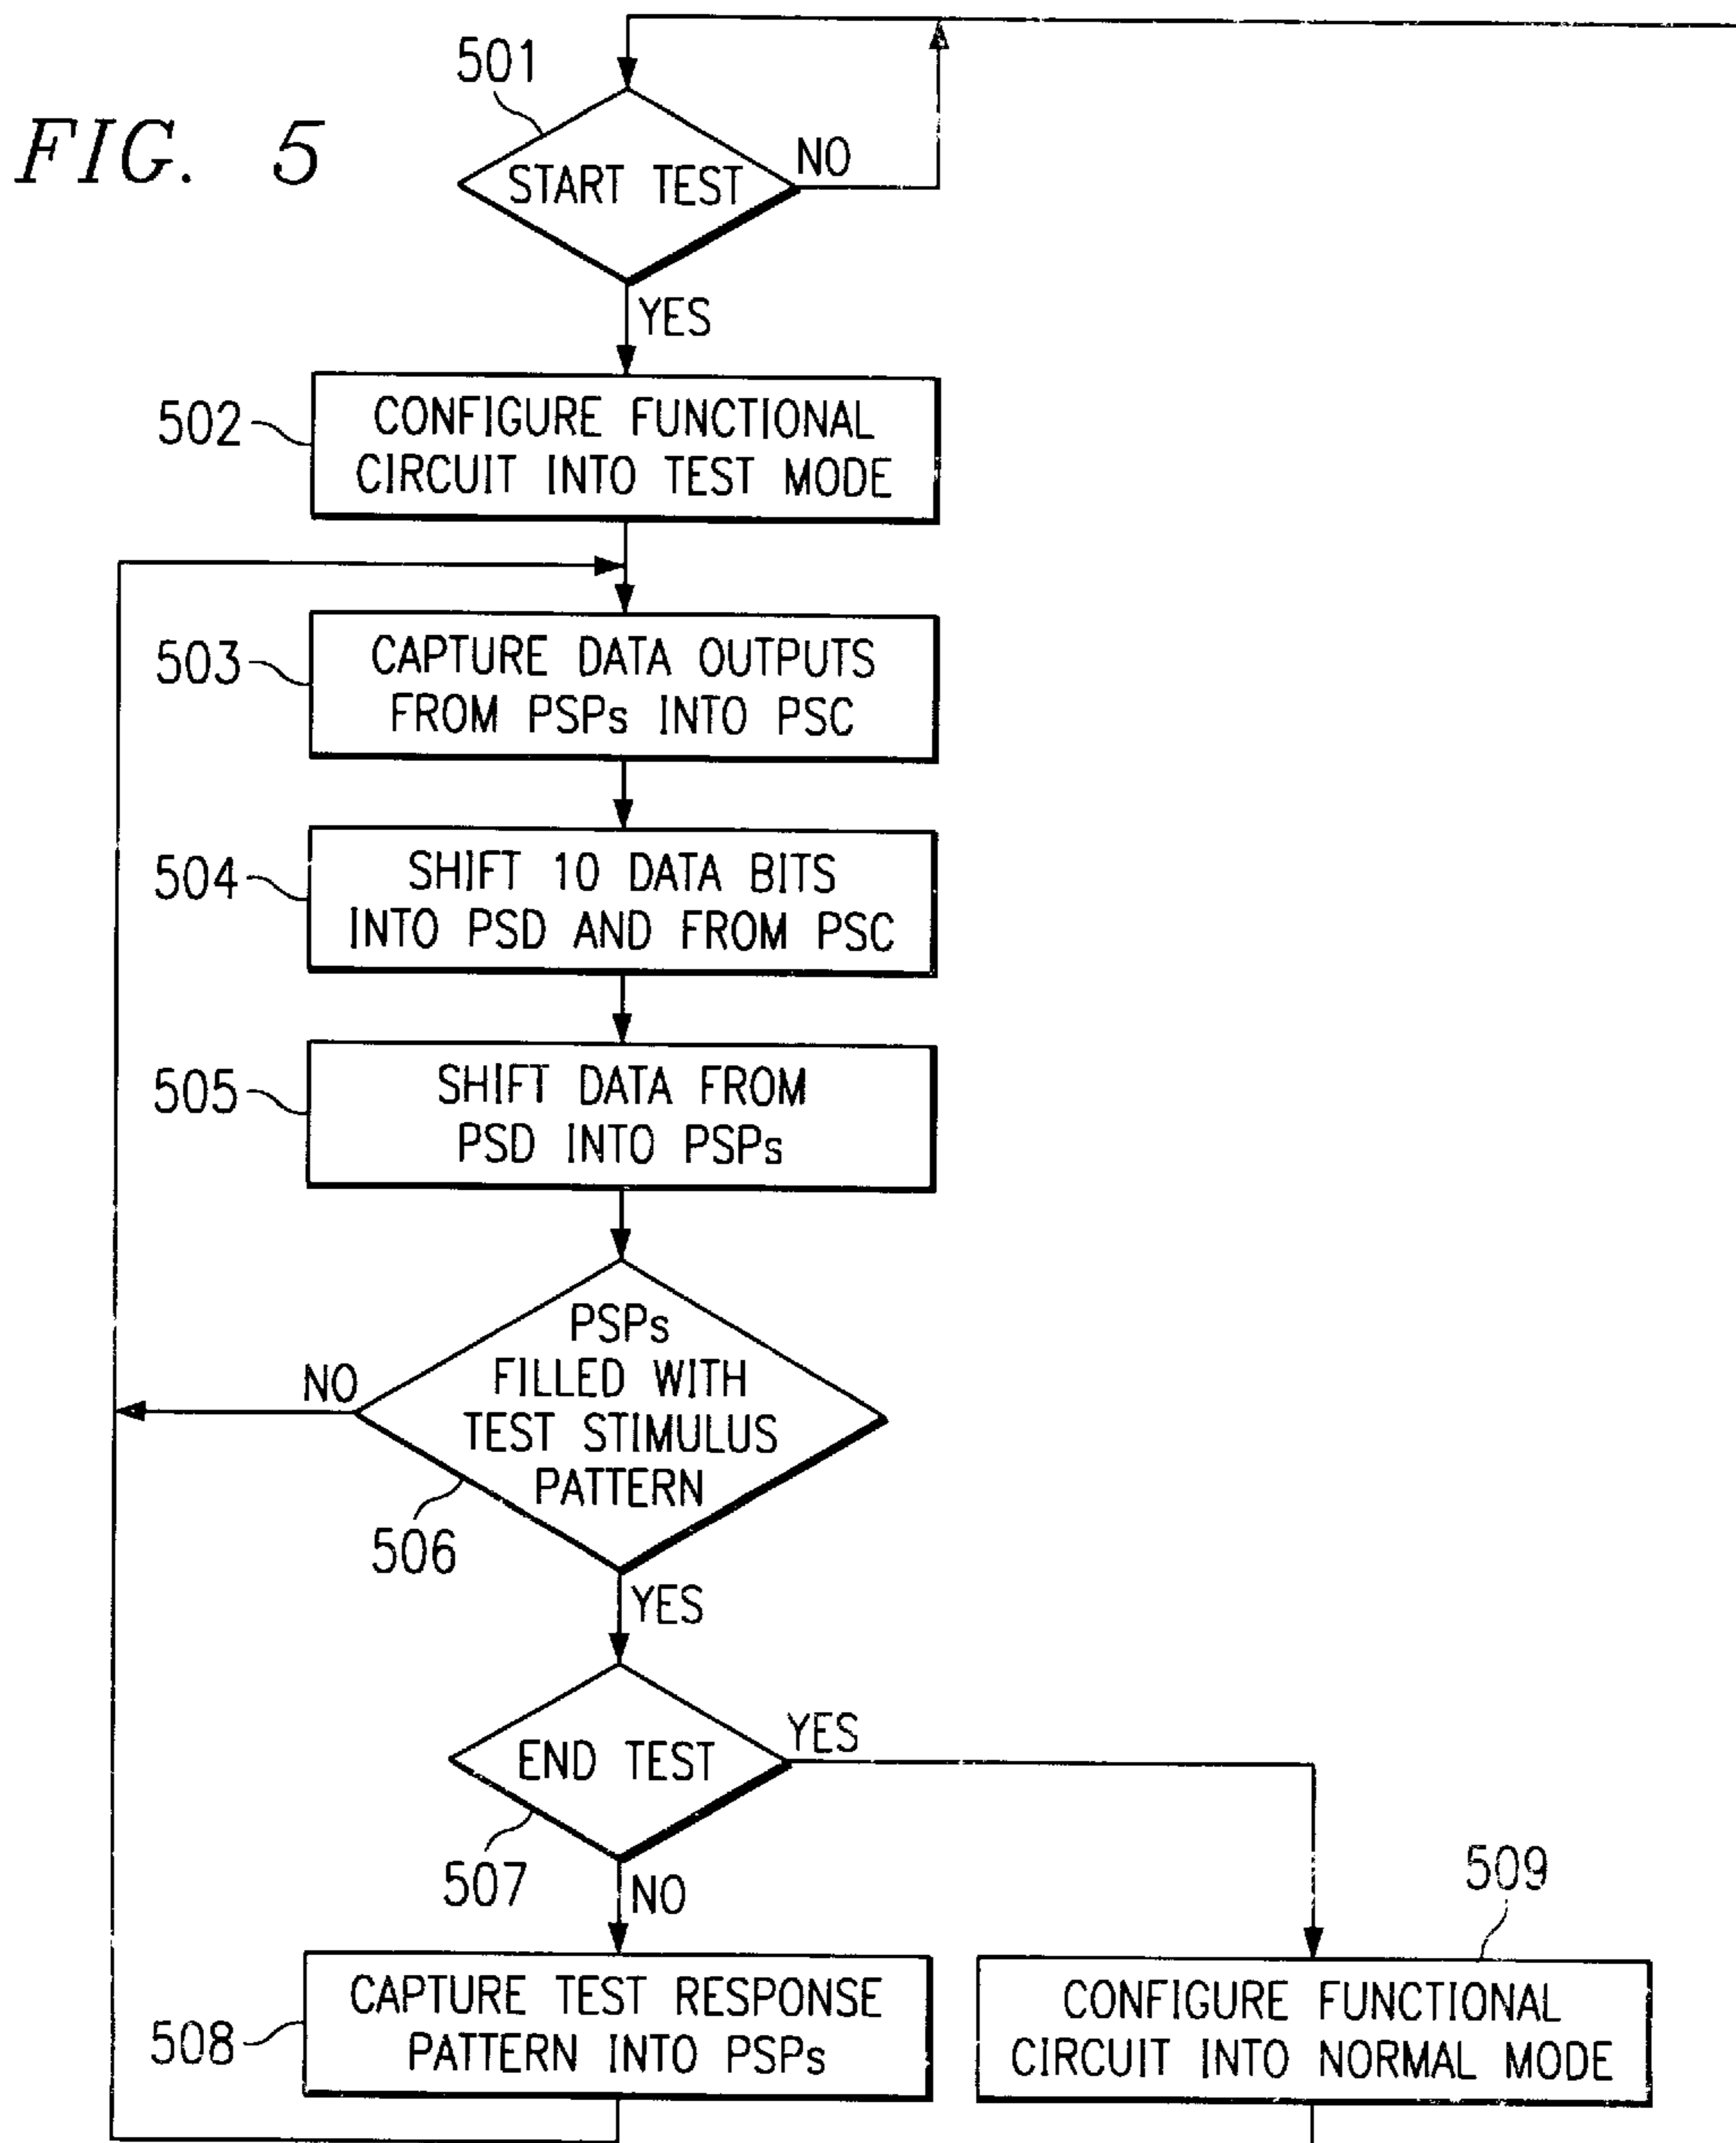 FIG. 5
501
START TEST
NO
YES
502
CONFIGURE FUNCTIONAL
CIRCUIT INTO TEST MODE
503
CAPTURE DATA OUTPUTS
FROM PSPs INTO PSC
504
SHIFT 10 DATA BITS
INTO PSD AND FROM PSC
505
SHIFT DATA FROM
PSD INTO PSPs
PSPs
FILLED WITH
TEST STIMULUS
PATTERN
NO
506
YES
END TEST
YES
507
NO
509
508
CAPTURE TEST RESPONSE
PATTERN INTO PSPs
CONFIGURE FUNCTIONAL
CIRCUIT INTO NORMAL MODE